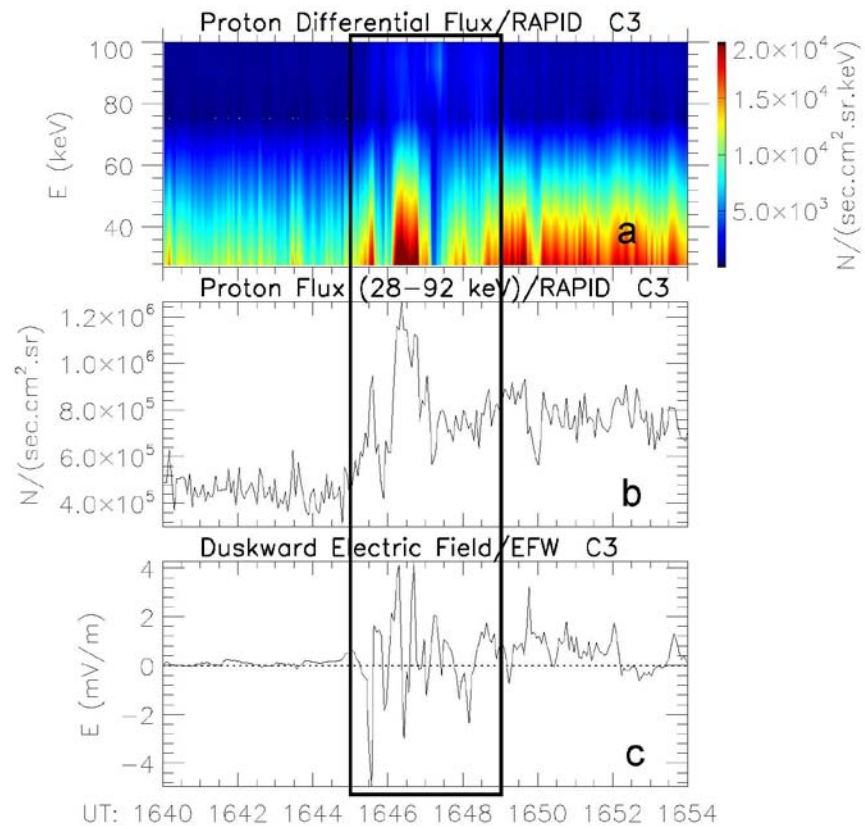 Proton Differential Flux/RAPID C3
100
80
60
40
E (keV)
a
2.0×10⁴
1.5×10⁴
1.0×10⁴
5.0×10³
N/(sec.cm².sr.keV)
Proton Flux (28−92 keV)/RAPID C3
1.2×10⁶
1.0×10⁶
8.0×10⁵
6.0×10⁵
4.0×10⁵
N/(sec.cm².sr)
b
Duskward Electric Field/EFW C3
4
2
0
−2
−4
E (mV/m)
c
UT: 1640 1642 1644 1646 1648 1650 1652 1654